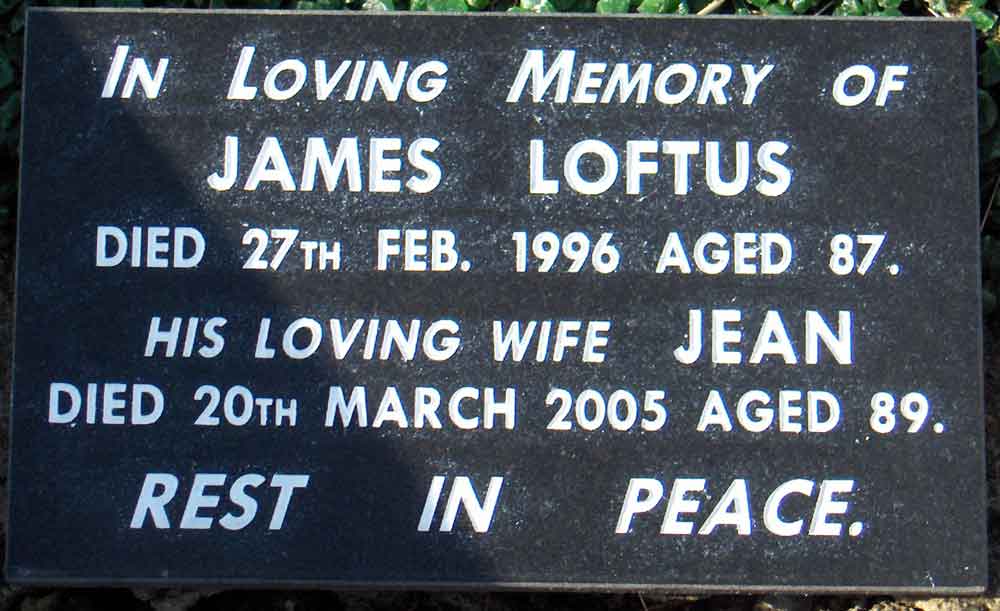 IN LOVING MEMORY OF
JAMES LOFTUS
DIED 27TH FEB. 1996 AGED 87.
HIS LOVING WIFE JEAN
DIED 20TH MARCH 2005 AGED 89.
REST IN PEACE.